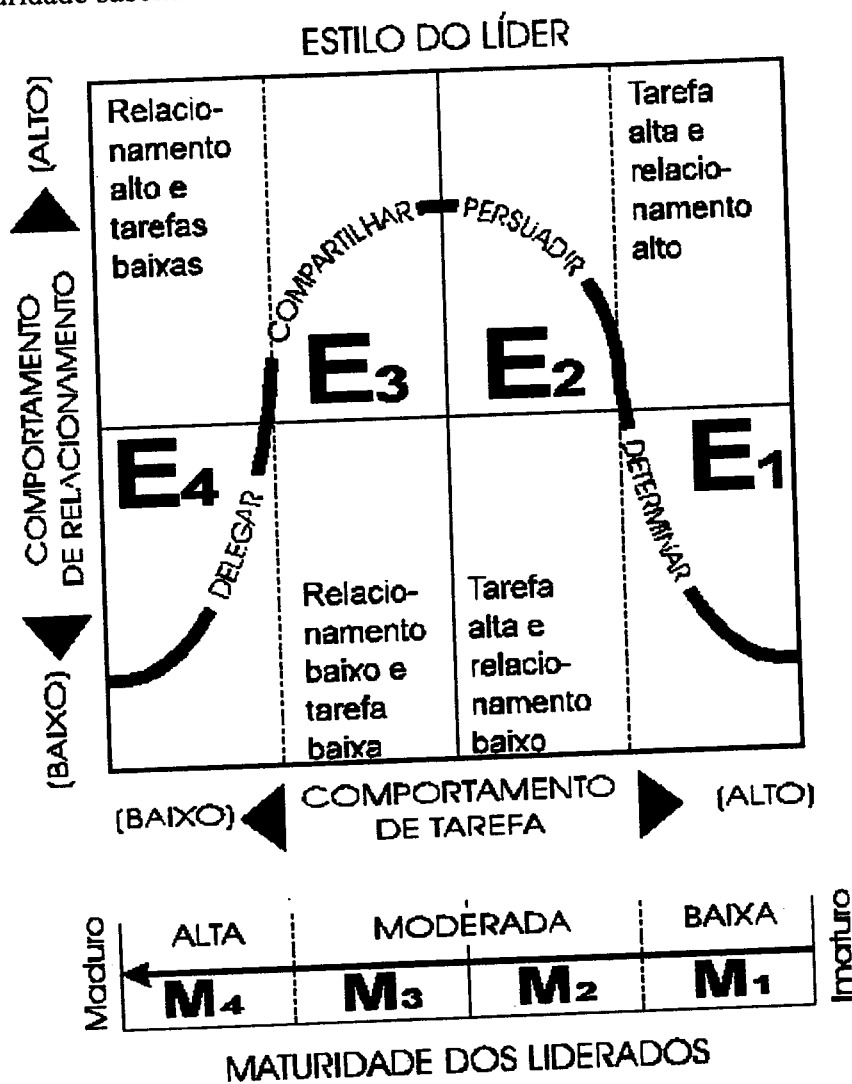 ESTILO DO LÍDER
(ALTO)
COMPORTAMENTO
DE RELACIONAMENTO
(BAIXO)
Relacio-
namento
alto e
tarefas
baixas
Tarefa
alta e
relacio-
namento
alto
COMPARTILHAR
PERSUADIR
E3
E2
E4
E1
DELEGAR
DETERMINAR
Relacio-
namento
baixo e
tarefa
baixa
Tarefa
alta e
relacio-
namento
baixo
(BAIXO)
COMPORTAMENTO
DE TAREFA
(ALTO)
Maduro
ALTA
MODERADA
BAIXA
Imaturo
M4
M3
M2
M1
MATURIDADE DOS LIDERADOS